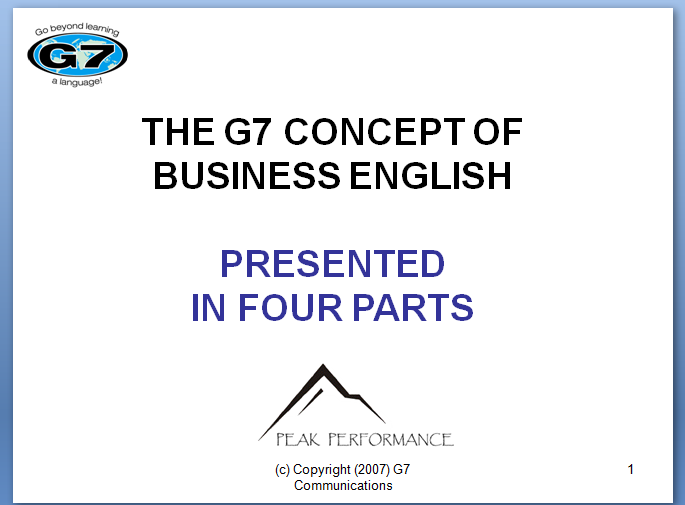 Go beyond learning
G7
a language!
THE G7 CONCEPT OF
BUSINESS ENGLISH
PRESENTED
IN FOUR PARTS
PEAK PERFORMANCE
(c) Copyright (2007) G7
Communications
1